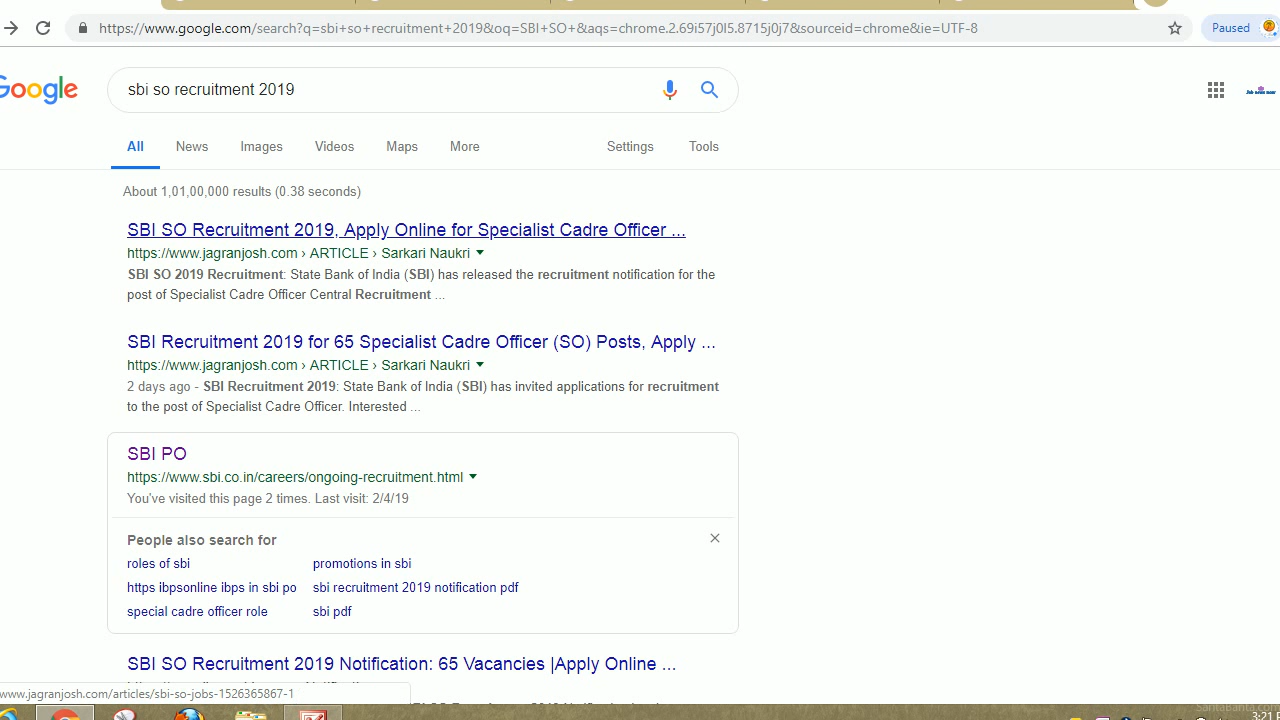 https://www.google.com/search?q=sbi+so+recruitment+2019&oq=SBI+SO+&aqs=chrome.2.69i57j0l5.8715j0j7&sourceid=chrome&ie=UTF-8
Paused
Google
sbi so recruitment 2019
All News Images Videos Maps More Settings Tools
About 1,01,00,000 results (0.38 seconds)
SBI SO Recruitment 2019, Apply Online for Specialist Cadre Officer ...
https://www.jagranjosh.com › ARTICLE › Sarkari Naukri
SBI SO 2019 Recruitment: State Bank of India (SBI) has released the recruitment notification for the
post of Specialist Cadre Officer Central Recruitment ...
SBI Recruitment 2019 for 65 Specialist Cadre Officer (SO) Posts, Apply ...
https://www.jagranjosh.com › ARTICLE › Sarkari Naukri
2 days ago - SBI Recruitment 2019: State Bank of India (SBI) has invited applications for recruitment
to the post of Specialist Cadre Officer. Interested ...
SBI PO
https://www.sbi.co.in/careers/ongoing-recruitment.html
You've visited this page 2 times. Last visit: 2/4/19
People also search for
roles of sbi promotions in sbi
https ibpsonline ibps in sbi po sbi recruitment 2019 notification pdf
special cadre officer role sbi pdf
SBI SO Recruitment 2019 Notification: 65 Vacancies |Apply Online ...
www.jagranjosh.com/articles/sbi-so-jobs-1526365867-1
Santabanta.com
3:21